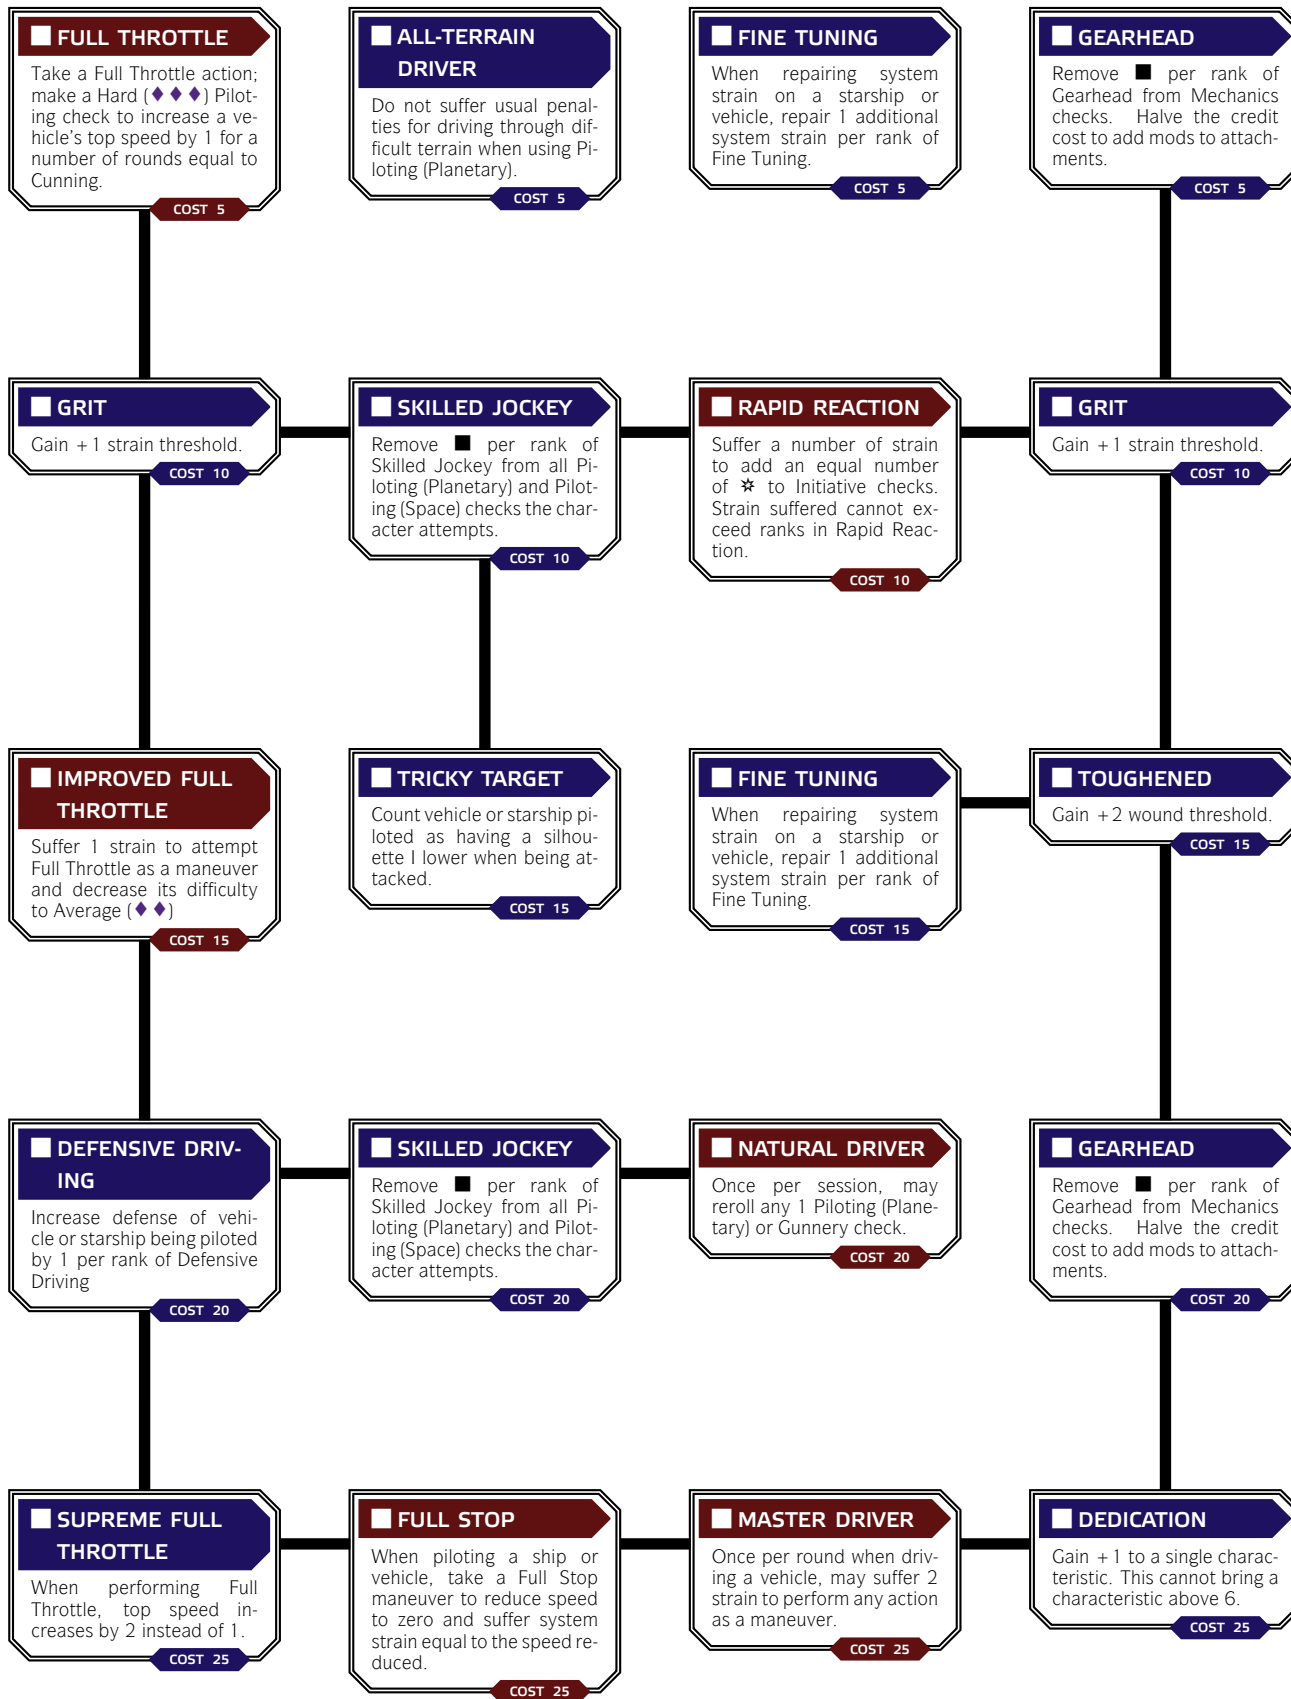 FULL THROTTLE
Take a Full Throttle action;
make a Hard (♦ ♦ ♦) Pilot-
ing check to increase a ve-
hicle's top speed by 1 for a
number of rounds equal to
Cunning.
COST 5
ALL-TERRAIN
DRIVER
Do not suffer usual penal-
ties for driving through dif-
ficult terrain when using Pi-
loting (Planetary).
COST 5
FINE TUNING
When repairing system
strain on a starship or
vehicle, repair 1 additional
system strain per rank of
Fine Tuning.
COST 5
GEARHEAD
Remove ■ per rank of
Gearhead from Mechanics
checks. Halve the credit
cost to add mods to attach-
ments.
COST 5
GRIT
Gain +1 strain threshold.
COST 10
SKILLED JOCKEY
Remove ■ per rank of
Skilled Jockey from all Pi-
loting (Planetary) and Pilot-
ing (Space) checks the char-
acter attempts.
COST 10
RAPID REACTION
Suffer a number of strain
to add an equal number
of ✲ to Initiative checks.
Strain suffered cannot ex-
ceed ranks in Rapid Reac-
tion.
COST 10
GRIT
Gain +1 strain threshold.
COST 10
IMPROVED FULL
THROTTLE
Suffer 1 strain to attempt
Full Throttle as a maneuver
and decrease its difficulty
to Average (♦ ♦)
COST 15
TRICKY TARGET
Count vehicle or starship pi-
loted as having a silhou-
ette I lower when being at-
tacked.
COST 15
FINE TUNING
When repairing system
strain on a starship or
vehicle, repair 1 additional
system strain per rank of
Fine Tuning.
COST 15
TOUGHENED
Gain +2 wound threshold.
COST 15
DEFENSIVE DRIV-
ING
Increase defense of vehi-
cle or starship being piloted
by 1 per rank of Defensive
Driving
COST 20
SKILLED JOCKEY
Remove ■ per rank of
Skilled Jockey from all Pi-
loting (Planetary) and Pilot-
ing (Space) checks the char-
acter attempts.
COST 20
NATURAL DRIVER
Once per session, may
reroll any 1 Piloting (Plane-
tary) or Gunnery check.
COST 20
GEARHEAD
Remove ■ per rank of
Gearhead from Mechanics
checks. Halve the credit
cost to add mods to attach-
ments.
COST 20
SUPREME FULL
THROTTLE
When performing Full
Throttle, top speed in-
creases by 2 instead of 1.
COST 25
FULL STOP
When piloting a ship or
vehicle, take a Full Stop
maneuver to reduce speed
to zero and suffer system
strain equal to the speed re-
duced.
COST 25
MASTER DRIVER
Once per round when driv-
ing a vehicle, may suffer 2
strain to perform any action
as a maneuver.
COST 25
DEDICATION
Gain +1 to a single charac-
teristic. This cannot bring a
characteristic above 6.
COST 25